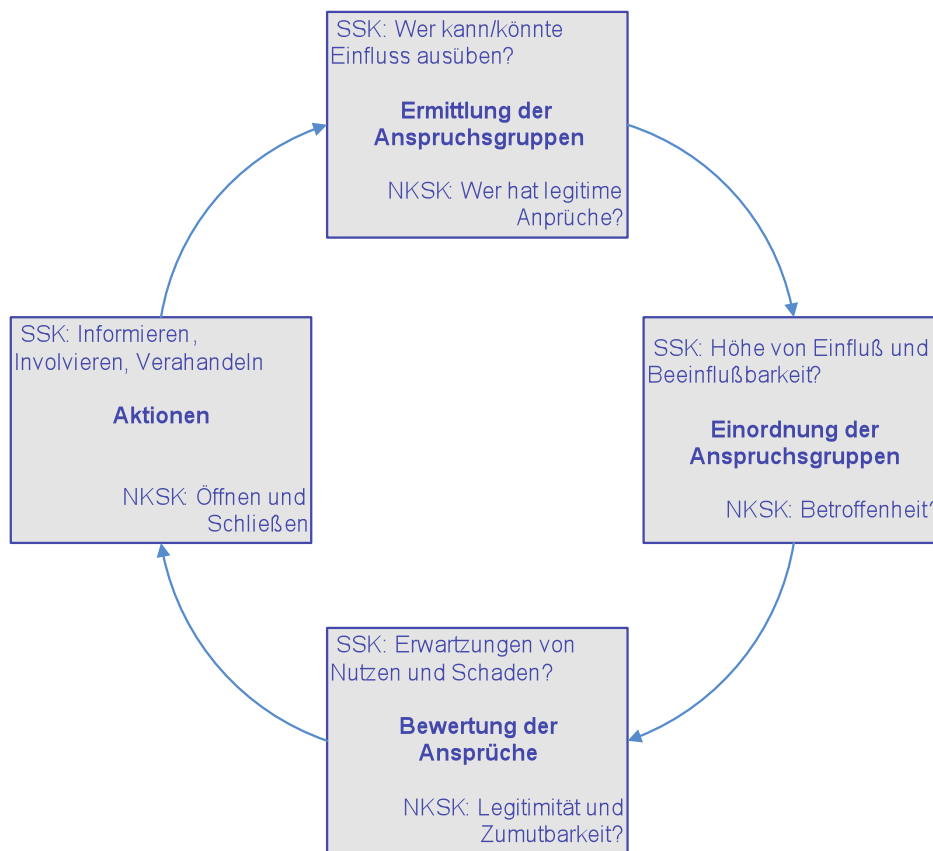 SSK: Wer kann/könnte
Einfluss ausüben?
Ermittlung der
Anspruchsgruppen
NKSK: Wer hat legitime
Anprüche?
SSK: Informieren,
Involvieren, Verahandeln
Aktionen
NKSK: Öffnen und
Schließen
SSK: Höhe von Einfluß und
Beeinflußbarkeit?
Einordnung der
Anspruchsgruppen
NKSK: Betroffenheit?
SSK: Erwartzungen von
Nutzen und Schaden?
Bewertung der
Ansprüche
NKSK: Legitimität und
Zumutbarkeit?